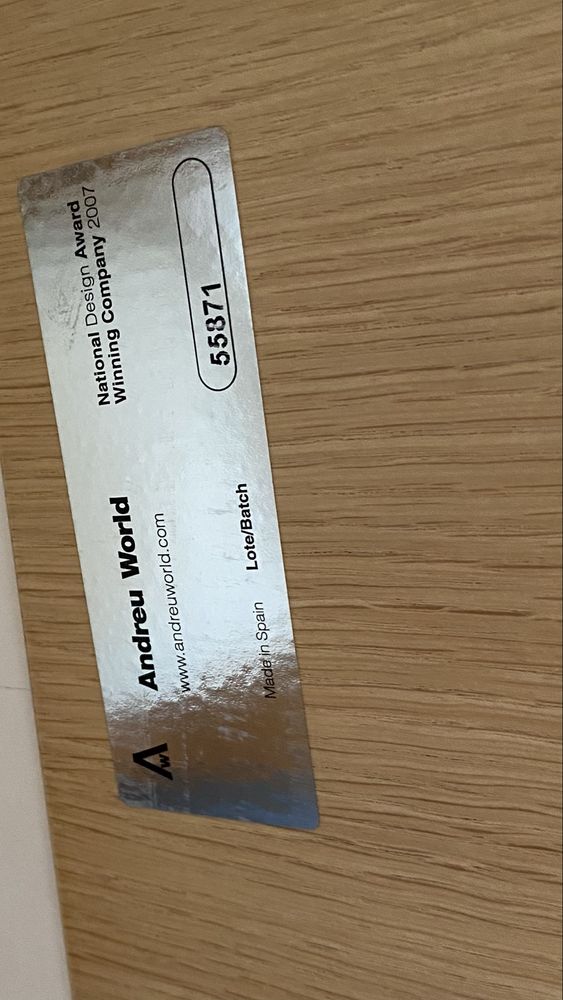 Andreu World
www.andreuworld.com
National Design Award
Winning Company 2007
Made in Spain
Lote/Batch
55871